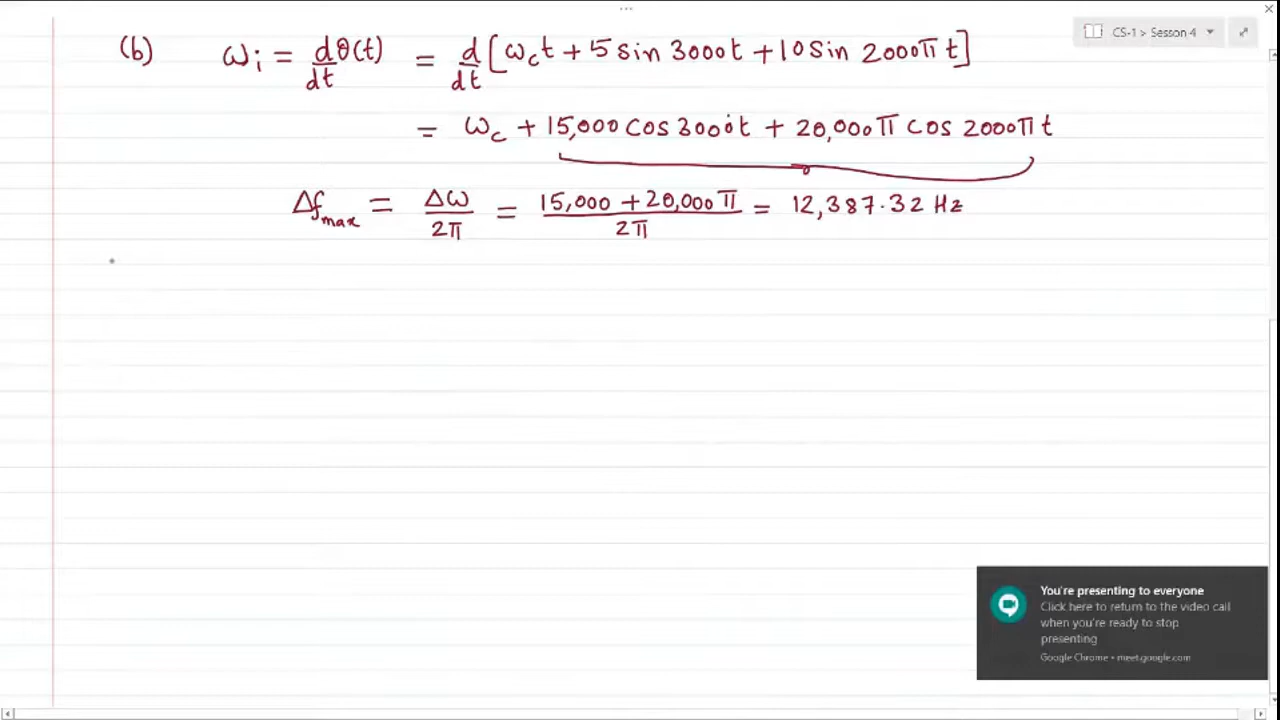 CS-1 > Sesson 4
(b) ωi = dθ(t)/dt = d/dt [ωct + 5 sin 3000t + 10 sin 2000π t]
= ωc + 15,000 cos 3000t + 20,000π cos 2000π t
Δfmax = Δω/2π = 15,000 + 20,000π/2π = 12,387.32 Hz
You're presenting to everyone
Click here to return to the video call
when you're ready to stop
presenting
Google Chrome • meet.google.com